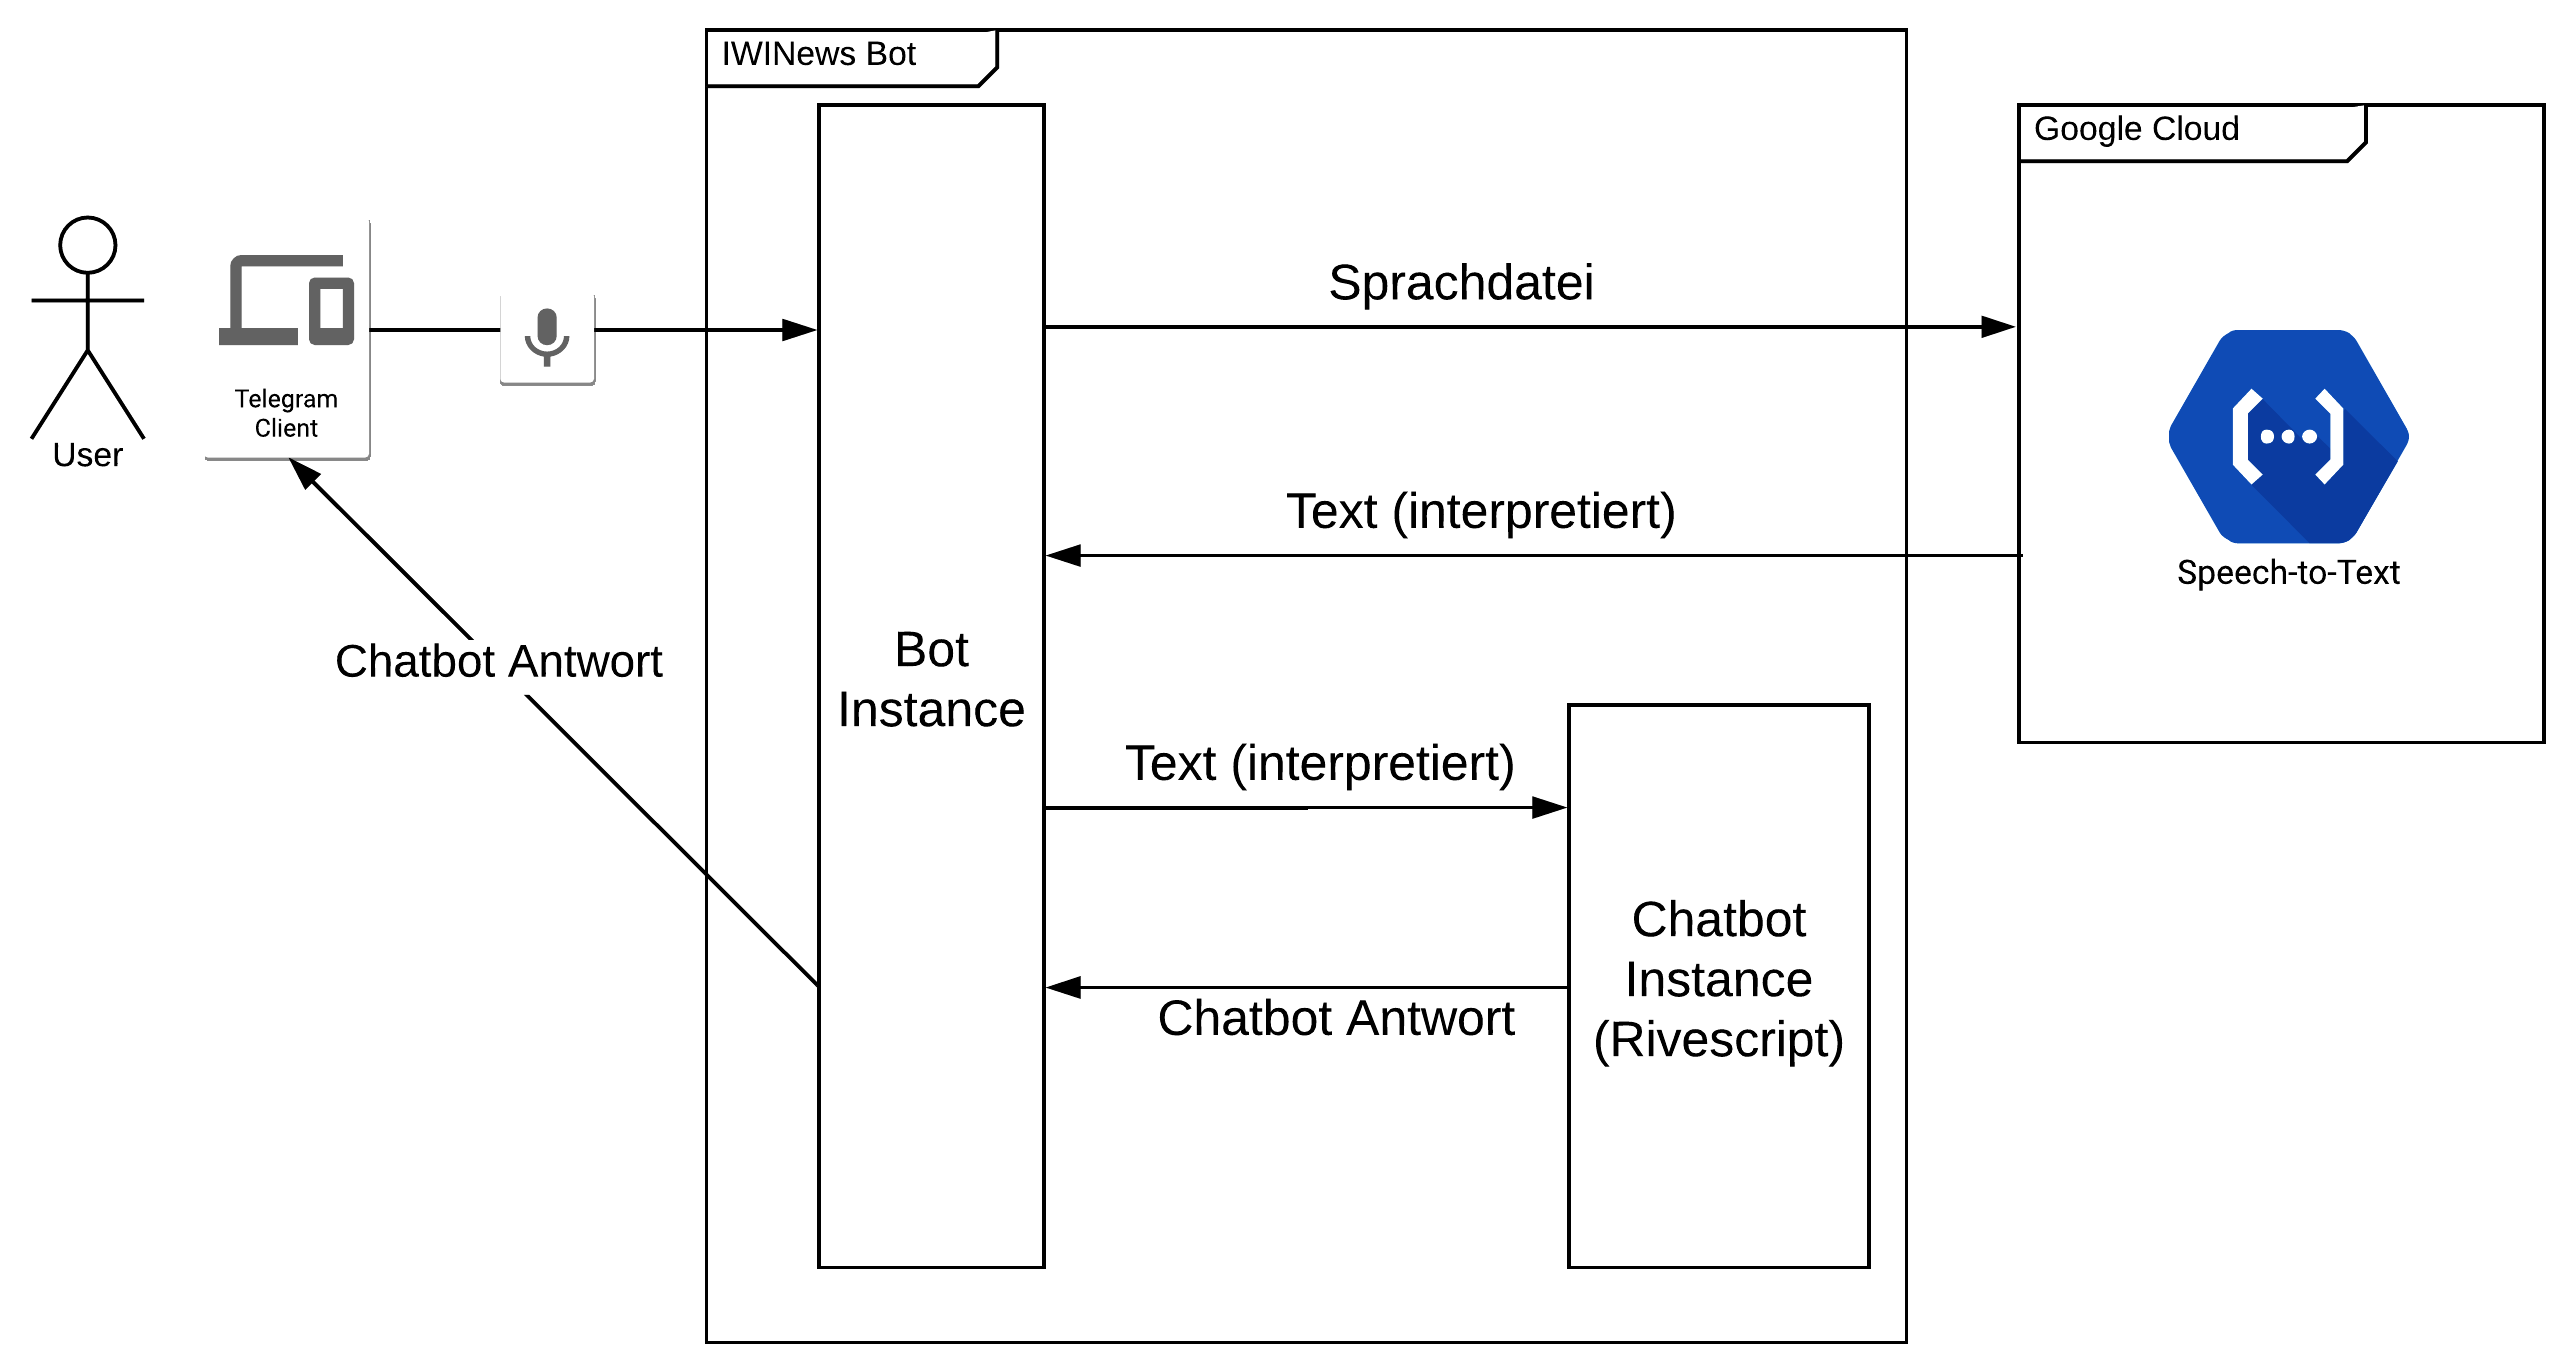 IWINews Bot
Google Cloud
Sprachdatei
Telegram
Client
User
Text (interpretiert)
Speech-to-Text
Bot
Instance
Chatbot Antwort
Text (interpretiert)
Chatbot
Instance
(Rivescript)
Chatbot Antwort